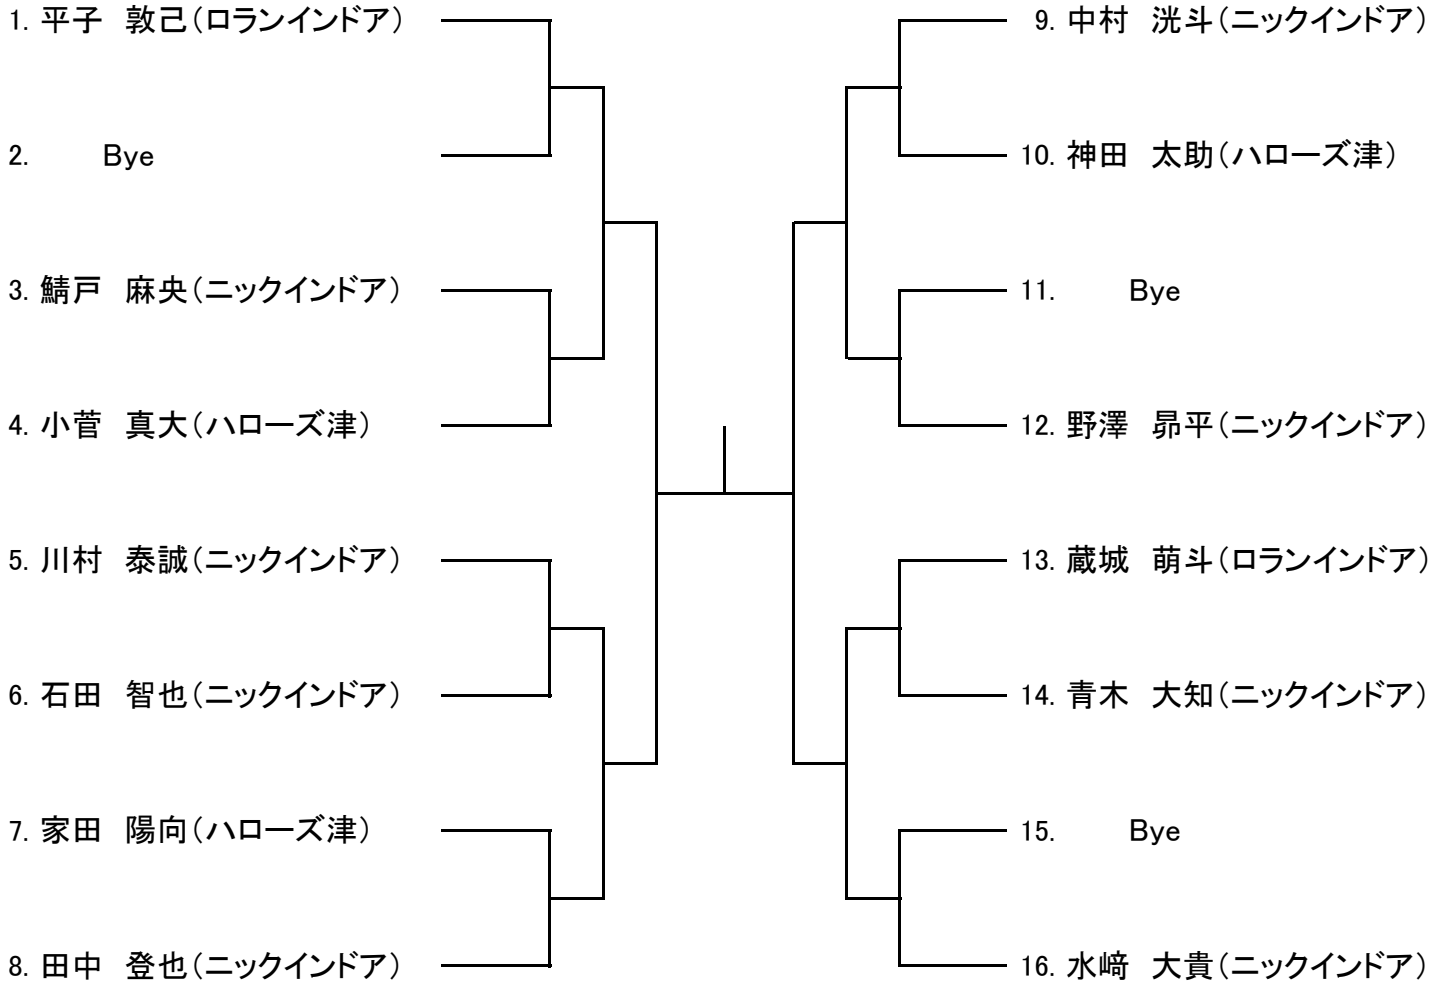 1. 平子　敦己（ロランインドア）
2. Bye
3. 鯖戸　麻央（ニックインドア）
4. 小菅　真大（ハローズ津）
5. 川村　泰誠（ニックインドア）
6. 石田　智也（ニックインドア）
7. 家田　陽向（ハローズ津）
8. 田中　登也（ニックインドア）
9. 中村　洸斗（ニックインドア）
10. 神田　太助（ハローズ津）
11. Bye
12. 野澤　昴平（ニックインドア）
13. 蔵城　萌斗（ロランインドア）
14. 青木　大知（ニックインドア）
15. Bye
16. 水﨑　大貴（ニックインドア）